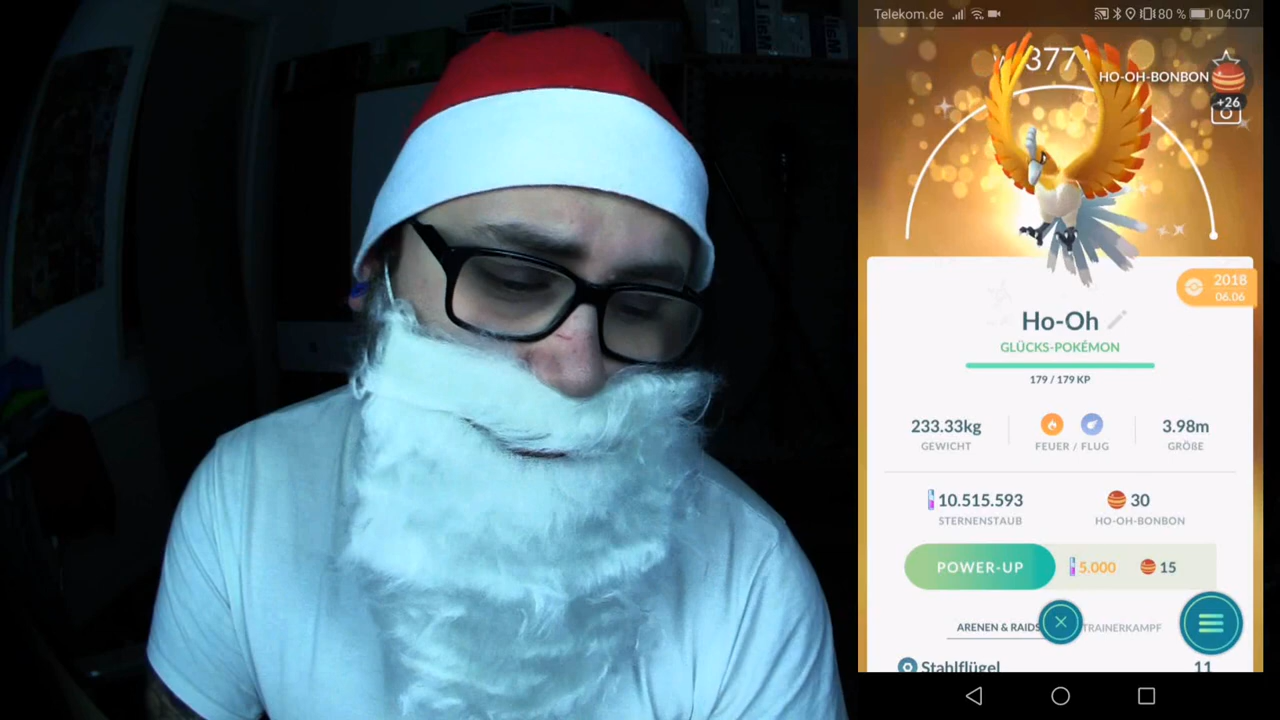 Telekom.de
80 %
04:07
3771
HO-OH-BONBON
+26
2018
06.06
Ho-Oh
GLÜCKS-POKÉMON
179 / 179 KP
233.33kg
GEWICHT
FEUER / FLUG
3.98m
GRÖßE
10.515.593
STERNENSTAUB
30
HO-OH-BONBON
POWER-UP
5.000
15
ARENEN & RAIDS
TRAINERKAMPF
Stahlflügel
11